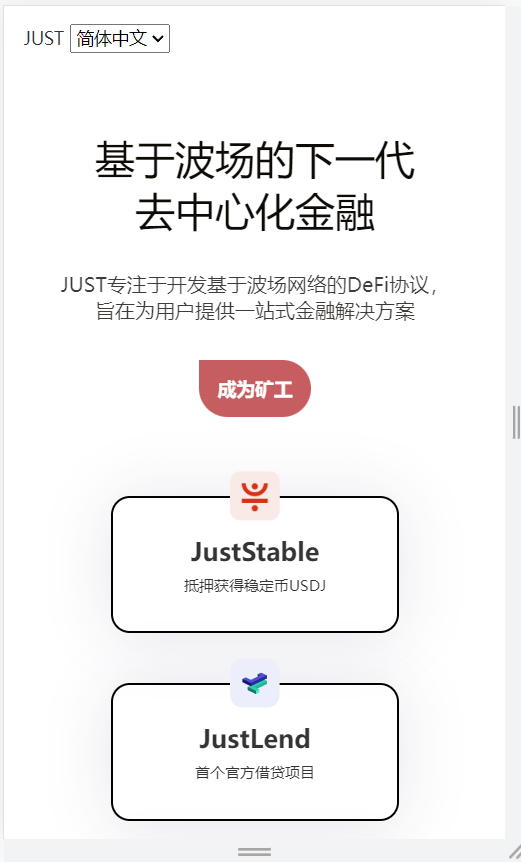 JUST 简体中文
基于波场的下一代
去中心化金融
JUST专注于开发基于波场网络的DeFi协议，
旨在为用户提供一站式金融解决方案
成为矿工
JustStable
抵押获得稳定币USDJ
JustLend
首个官方借贷项目